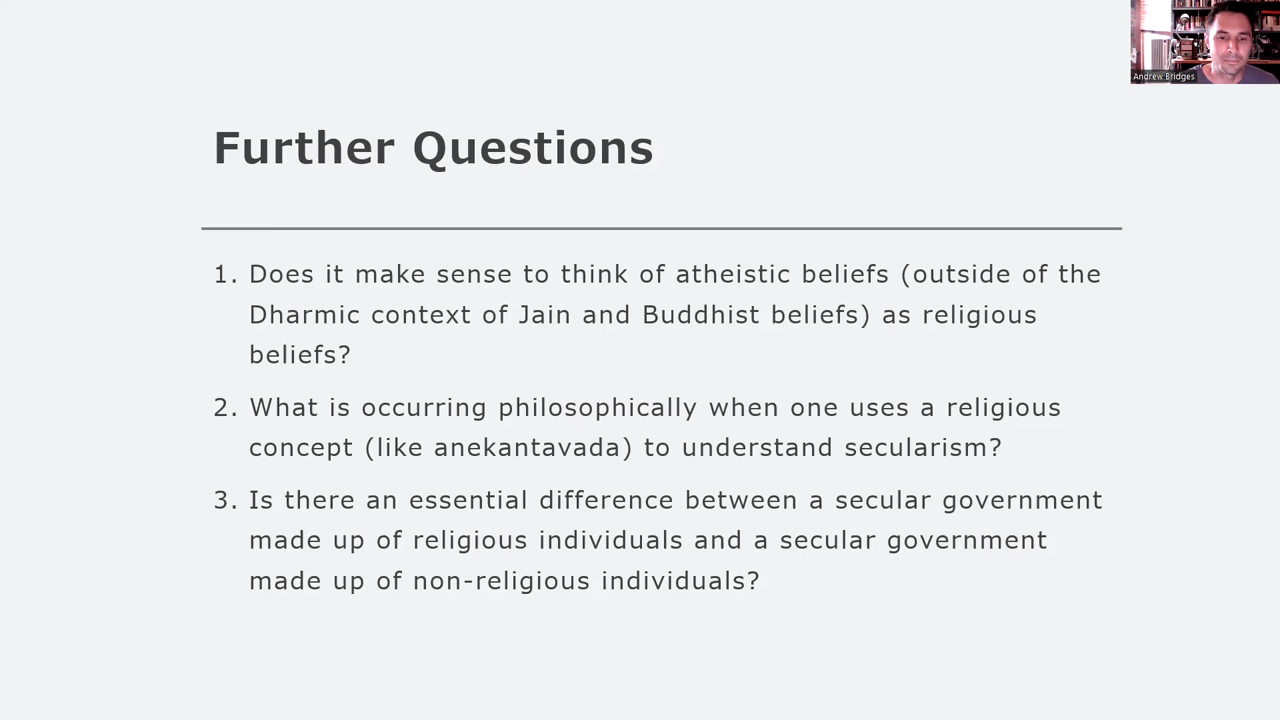 Andrew Bridges
Further Questions
1. Does it make sense to think of atheistic beliefs (outside of the
Dharmic context of Jain and Buddhist beliefs) as religious
beliefs?
2. What is occurring philosophically when one uses a religious
concept (like anekantavada) to understand secularism?
3. Is there an essential difference between a secular government
made up of religious individuals and a secular government
made up of non-religious individuals?